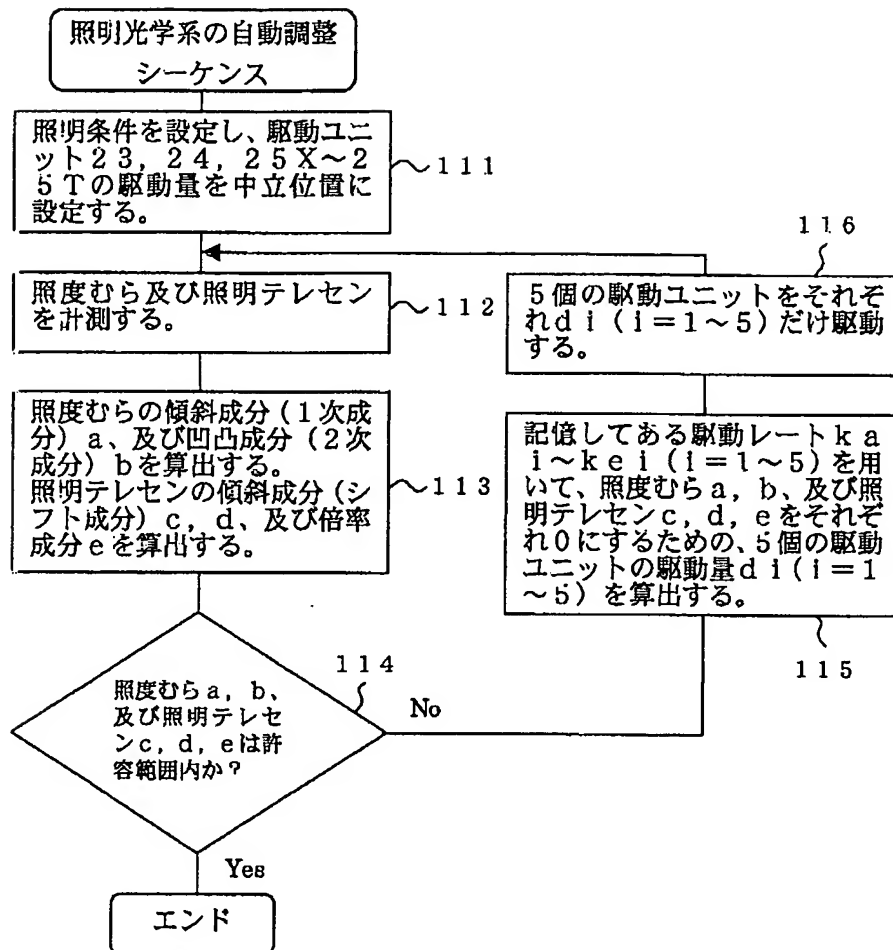 照明光学系の自動調整
シーケンス
照明条件を設定し、駆動ユニ
ット23,24,25X~2
5Tの駆動量を中立位置に
設定する。
111
照度むら及び照明テレセン
を計測する。
112
照度むらの傾斜成分(1次成
分)a、及び凹凸成分(2次
成分)bを算出する。
照明テレセンの傾斜成分(シ
フト成分)c,d、及び倍率
成分eを算出する。
113
114
照度むらa,b、
及び照明テレセ
ンc,d,eは許
容範囲内か?
No
Yes
エンド
116
5個の駆動ユニットをそれぞ
れdi(i=1~5)だけ駆動
する。
記憶してある駆動レートka
i~kei(i=1~5)を用
いて、照度むらa,b、及び照
明テレセンc,d,eをそれぞ
れ0にするための、5個の駆動
ユニットの駆動量di(i=1
~5)を算出する。
115